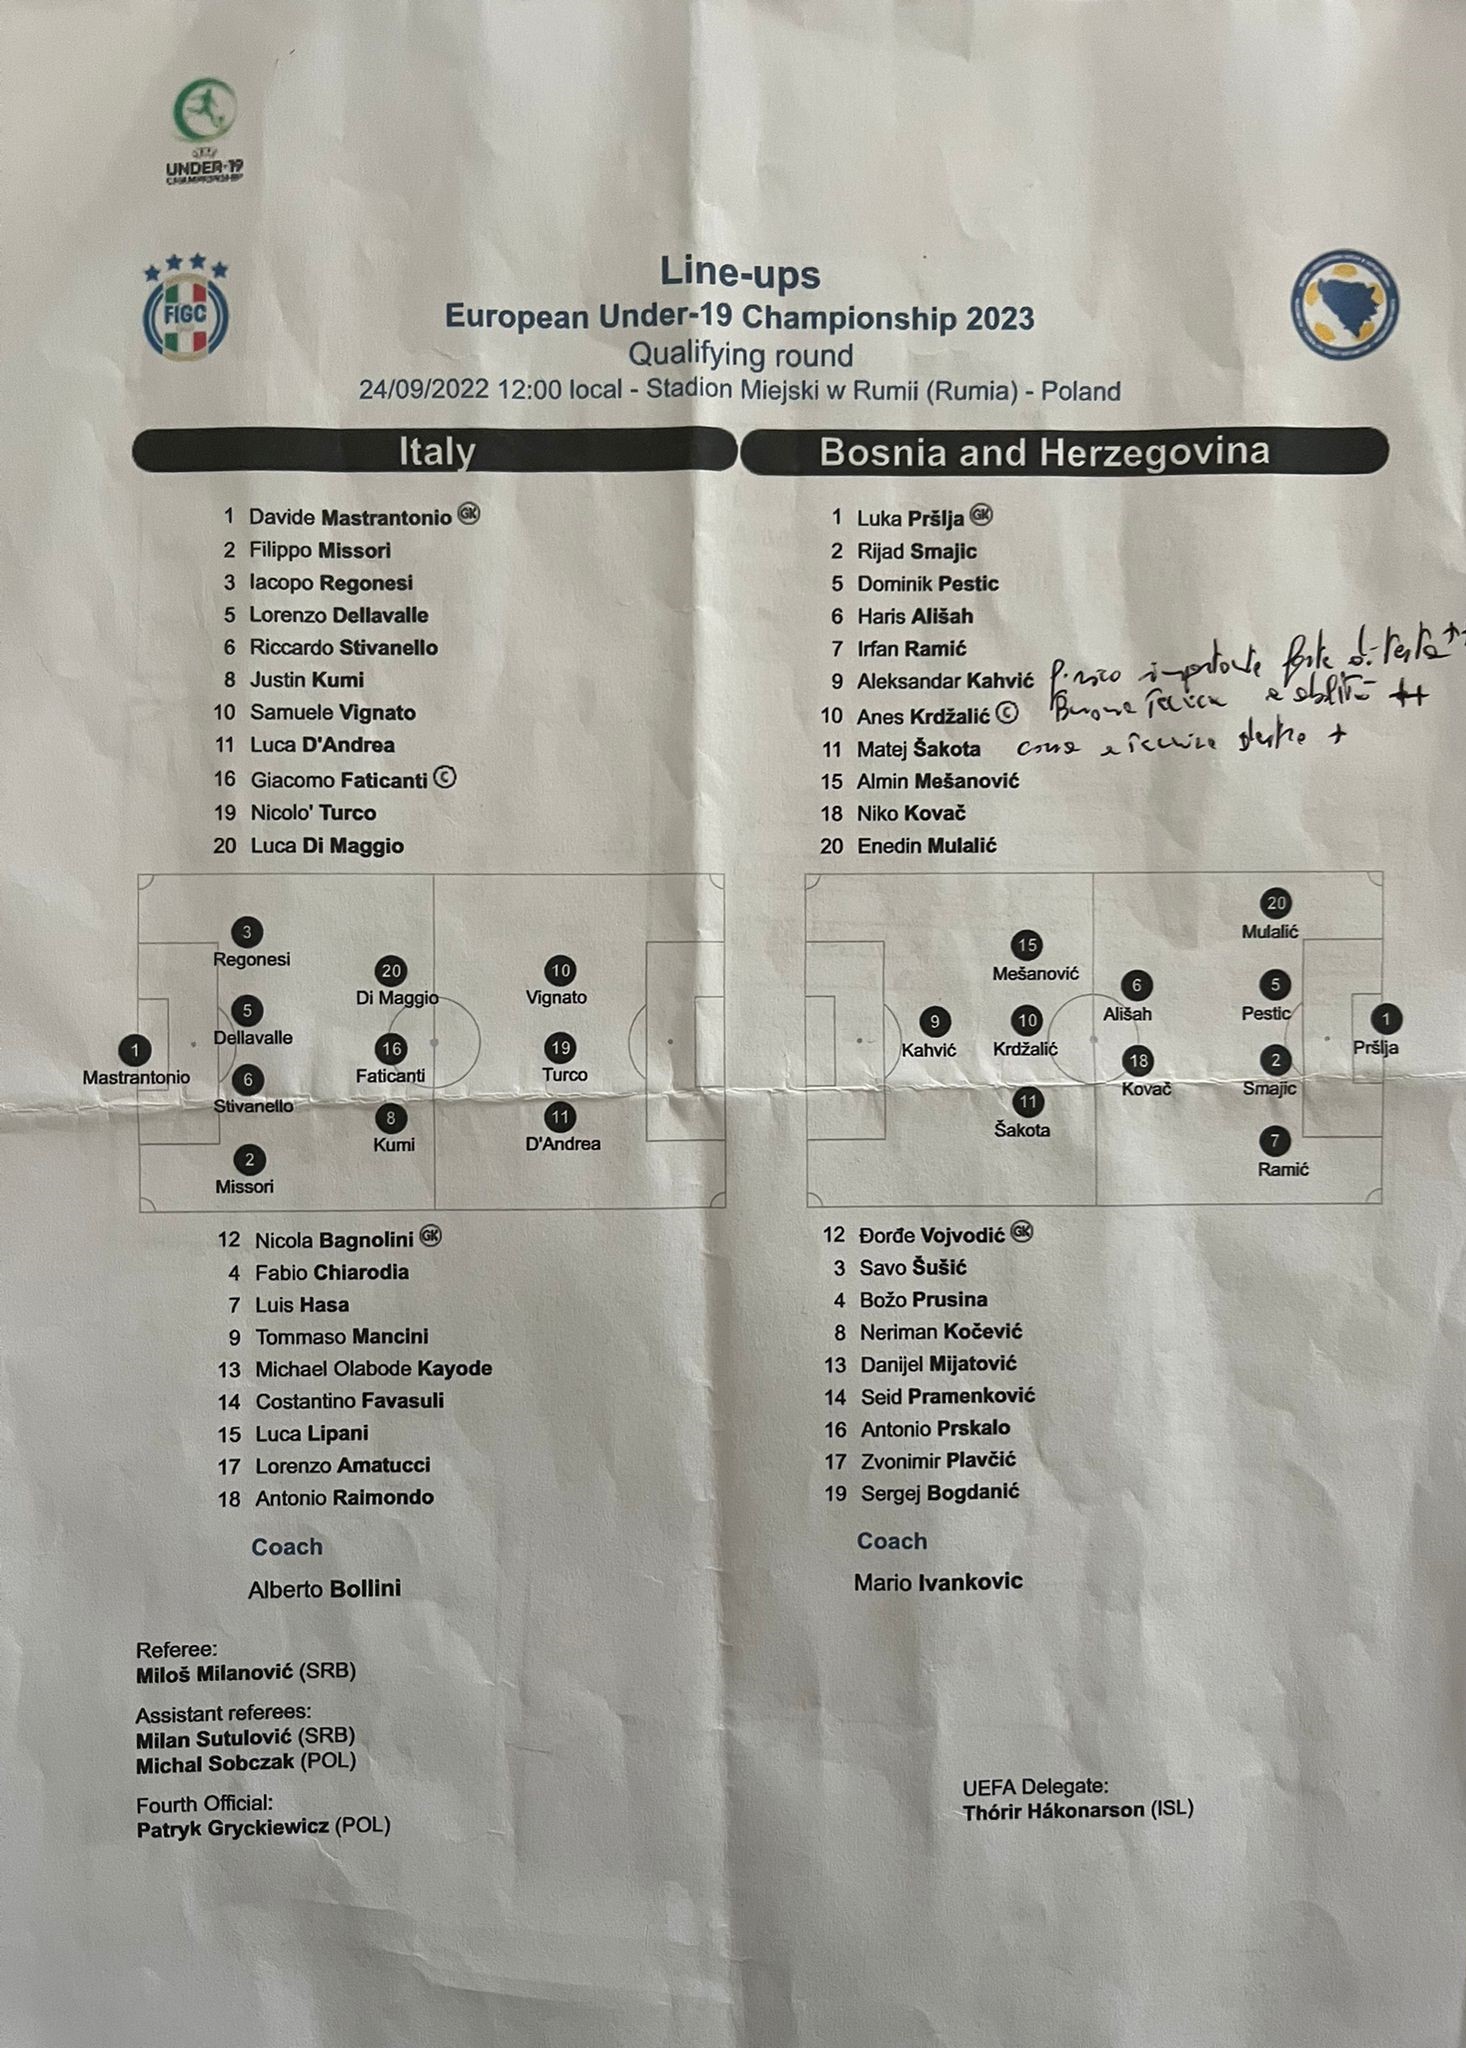 UNDER-19
CHAMPIONSHIP
FIGC
Line-ups
European Under-19 Championship 2023
Qualifying round
24/09/2022 12:00 local - Stadion Miejski w Rumii (Rumia) - Poland
Italy
1 Davide Mastrantonio GK
2 Filippo Missori
3 Iacopo Regonesi
5 Lorenzo Dellavalle
6 Riccardo Stivanello
8 Justin Kumi
10 Samuele Vignato
11 Luca D'Andrea
16 Giacomo Faticanti C
19 Nicolo' Turco
20 Luca Di Maggio
Bosnia and Herzegovina
1 Luka Pršlja GK
2 Rijad Smajic
5 Dominik Pestic
6 Haris Ališah
7 Irfan Ramić
9 Aleksandar Kahvić fisico importante forte di testa
10 Anes Krdžalić C Buona tecnica e abilità ++
11 Matej Šakota corsa e tecnica destro +
15 Almin Mešanović
18 Niko Kovač
20 Enedin Mulalić
3
Regonesi
20
Di Maggio
10
Vignato
5
Dellavalle
1
Mastrantonio
16
Faticanti
19
Turco
6
Stivanello
8
Kumi
11
D'Andrea
2
Missori
20
Mulalić
15
Mešanović
6
Ališah
5
Pestic
9
Kahvić
10
Krdžalić
1
Pršlja
18
Kovač
2
Smajic
11
Šakota
7
Ramić
12 Nicola Bagnolini GK
4 Fabio Chiarodia
7 Luis Hasa
9 Tommaso Mancini
13 Michael Olabode Kayode
14 Costantino Favasuli
15 Luca Lipani
17 Lorenzo Amatucci
18 Antonio Raimondo
Coach
Alberto Bollini
12 Đorđe Vojvodić GK
3 Savo Šušić
4 Božo Prusina
8 Neriman Kočević
13 Danijel Mijatović
14 Seid Pramenković
16 Antonio Prskalo
17 Zvonimir Plavčić
19 Sergej Bogdanić
Coach
Mario Ivankovic
Referee:
Miloš Milanović (SRB)
Assistant referees:
Milan Sutulović (SRB)
Michal Sobczak (POL)
Fourth Official:
Patryk Gryckiewicz (POL)
UEFA Delegate:
Thórir Hákonarson (ISL)